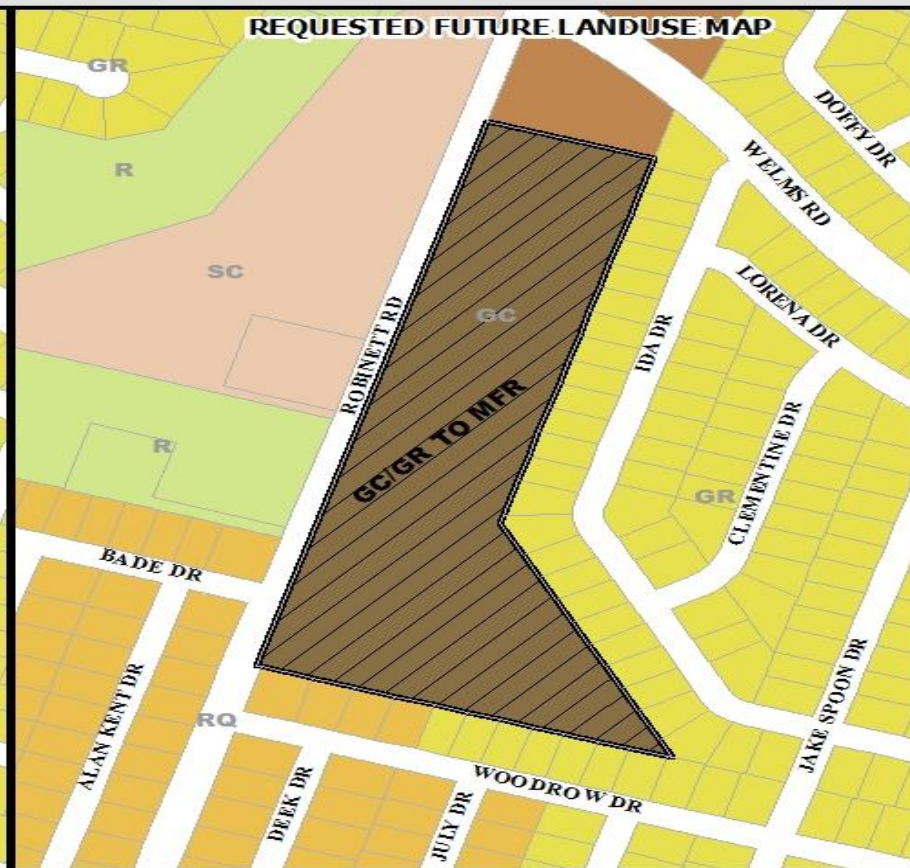 REQUESTED FUTURE LANDUSE MAP
GR
DOFFY DR
R
W ELMS RD
SC
LORENA DR
GC
ROBINETT RD
IDA DR
GC/GR TO MFR
CLEMENTINE DR
R
GR
BADE DR
ALAN KENT DR
JAKE SPOON DR
RQ
WOODROW DR
DEEK DR
JULY DR